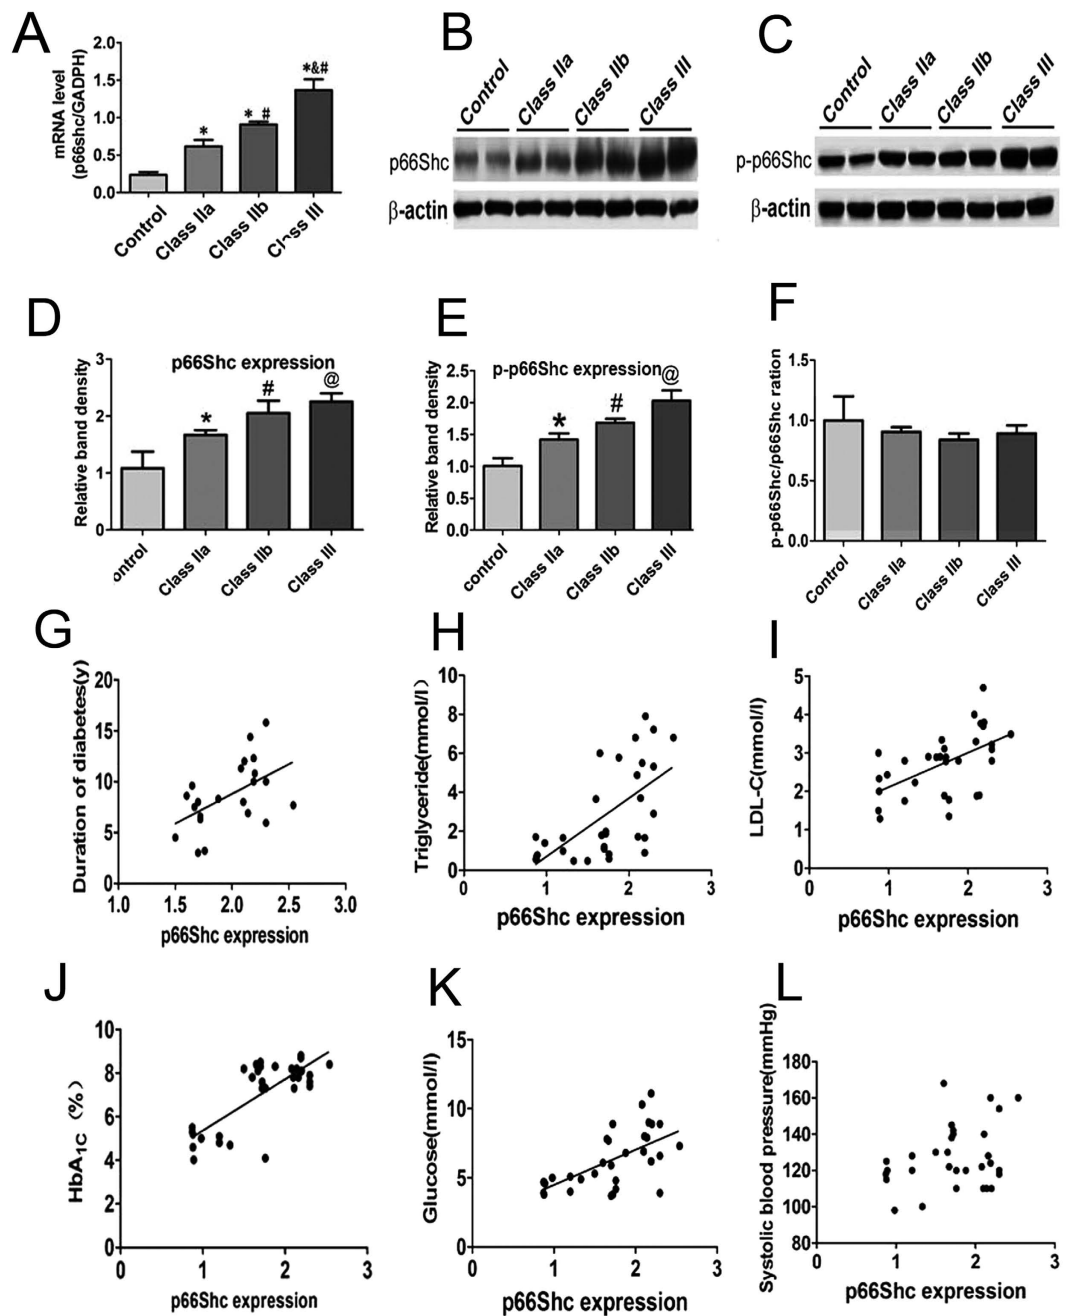 A
mRNA level
(p66shc/GADPH)
2.0
1.5
1.0
0.5
0.0
*
* #
*&#
Control
Class IIa
Class IIb
Class III
B
Control
Class IIa
Class IIb
Class III
p66Shc
β-actin
C
Control
Class IIa
Class IIb
Class III
p-p66Shc
β-actin
D
p66Shc expression
Relative band density
3
2
1
0
*
#
@
ontrol
Class IIa
Class IIb
Class III
E
p-p66Shc expression
Relative band density
2.5
2.0
1.5
1.0
0.5
0.0
*
#
@
control
Class IIa
Class IIb
Class III
F
p-p66Shc/p66Shc ration
1.5
1.0
0.5
0.0
Control
Class IIa
Class IIb
Class III
G
Duration of diabetes(y)
20
15
10
5
0
1.0 1.5 2.0 2.5 3.0
p66Shc expression
H
Triglyceride(mmol/l)
10
8
6
4
2
0
0 1 2 3
p66Shc expression
I
LDL-C(mmol/l)
5
4
3
2
1
0
0 1 2 3
p66Shc expression
J
HbA1C (%)
10
8
6
4
2
0
0 1 2 3
p66Shc expression
K
Glucose(mmol/l)
15
10
5
0
0 1 2 3
p66Shc expression
L
Systolic blood pressure(mmHg)
180
160
140
120
100
80
0 1 2 3
p66Shc expression